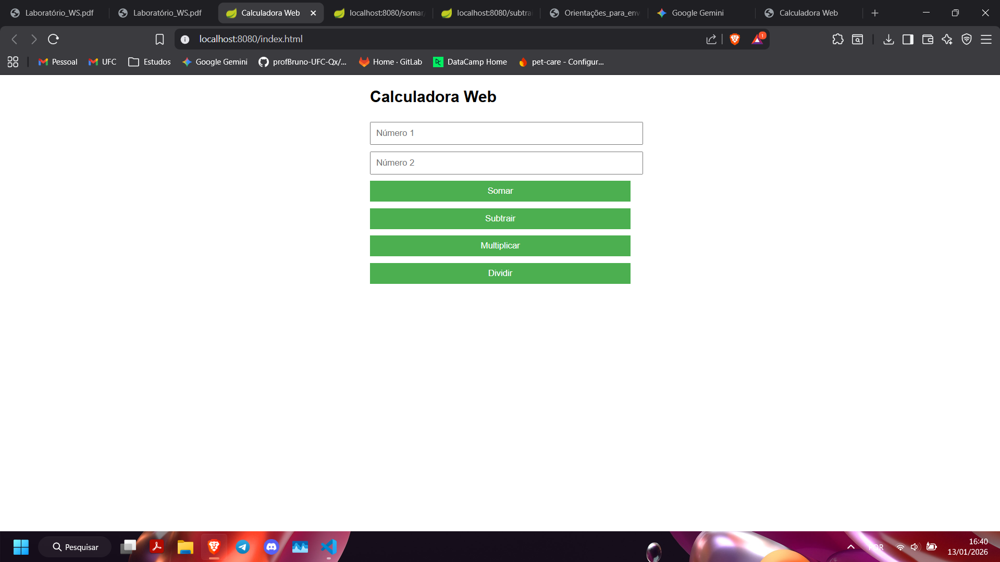 Laboratório_WS.pdf
Laboratório_WS.pdf
Calculadora Web
localhost:8080/somar/
localhost:8080/subtra
Orientações_para_env
Google Gemini
Calculadora Web
localhost:8080/index.html
1
Pessoal
UFC
Estudos
Google Gemini
profBruno-UFC-Qx/...
Home · GitLab
DataCamp Home
pet-care - Configur...
Calculadora Web
Número 1
Número 2
Somar
Subtrair
Multiplicar
Dividir
Pesquisar
POR
16:40
13/01/2026